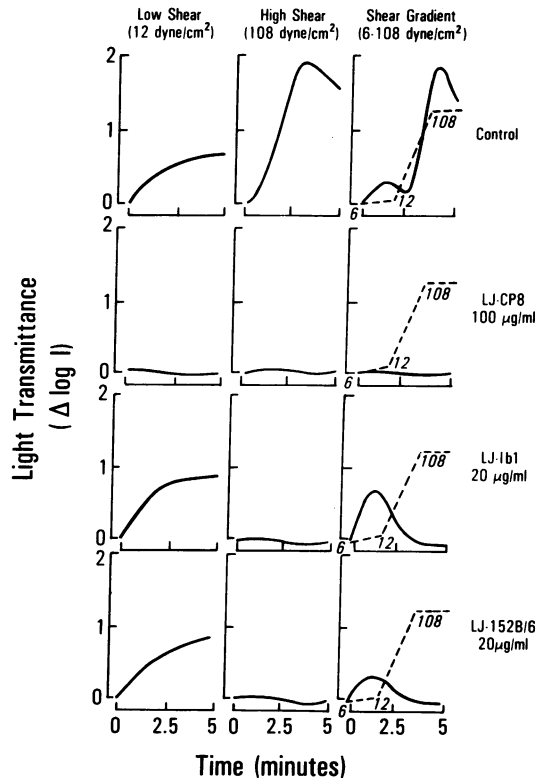 Low Shear
(12 dyne/cm²)
High Shear
(108 dyne/cm²)
Shear Gradient
(6-108 dyne/cm²)
2
1
0
108
12
6
Control
2
1
0
108
12
6
LJ-CP8
100 µg/ml
2
1
0
108
12
6
LJ-Ib1
20 µg/ml
2
1
0
108
12
6
LJ-152B/6
20µg/ml
0 2.5 5 0 2.5 5 0 2.5 5
Light Transmittance
(Δ log I)
Time (minutes)